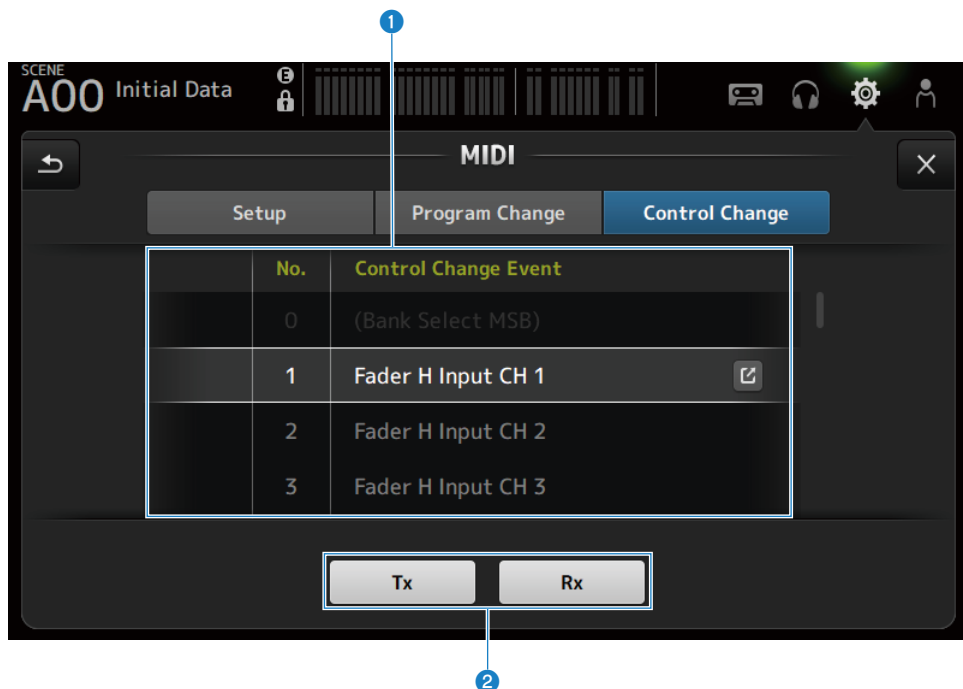 1
SCENE
A00 Initial Data
E
MIDI
Setup Program Change Control Change
No. Control Change Event
0 (Bank Select MSB)
1 Fader H Input CH 1
2 Fader H Input CH 2
3 Fader H Input CH 3
Tx Rx
2